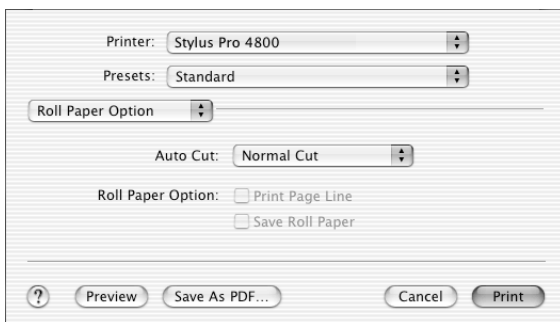 Printer: Stylus Pro 4800
Presets: Standard
Roll Paper Option
Auto Cut: Normal Cut
Roll Paper Option: Print Page Line
Save Roll Paper
? Preview Save As PDF... Cancel Print